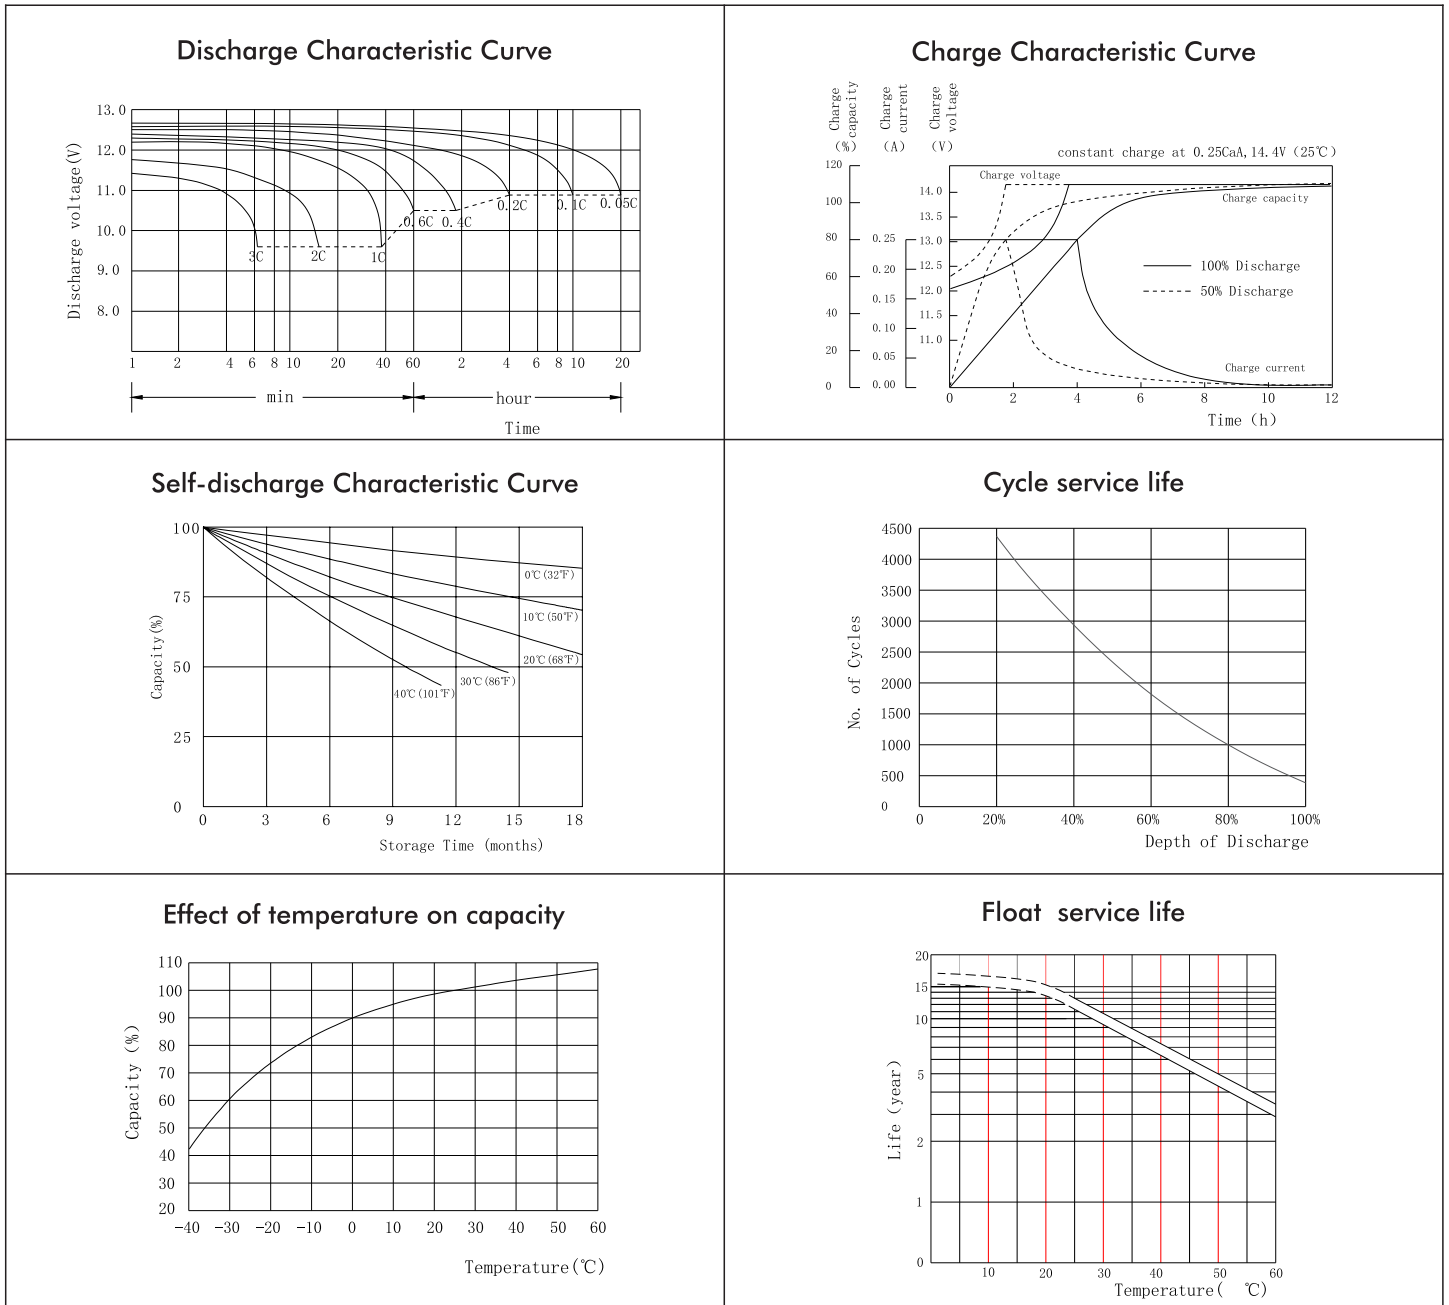 Discharge Characteristic Curve
Discharge voltage(V)
13.0
12.0
11.0
10.0
9.0
8.0
3C 2C 1C 0.6C 0.4C 0.2C 0.1C 0.05C
1 2 4 6 8 10 20 40 60 2 4 6 8 10 20
min hour
Time
Charge Characteristic Curve
Charge capacity (%)
Charge current (A)
Charge voltage (V)
constant charge at 0.25CaA,14.4V (25℃)
120
100
80
60
40
20
0
0.25
0.20
0.15
0.10
0.05
0.00
14.0
13.5
13.0
12.5
12.0
11.5
11.0
Charge voltage
Charge capacity
100% Discharge
50% Discharge
Charge current
0 2 4 6 8 10 12
Time (h)
Self-discharge Characteristic Curve
Capacity(%)
100
75
50
25
0
0℃(32℉)
10℃(50℉)
20℃(68℉)
30℃(86℉)
40℃(101℉)
0 3 6 9 12 15 18
Storage Time (months)
Cycle service life
No. of Cycles
4500
4000
3500
3000
2500
2000
1500
1000
500
0
0 20% 40% 60% 80% 100%
Depth of Discharge
Effect of temperature on capacity
Capacity (%)
110
100
90
80
70
60
50
40
30
20
-40 -30 -20 -10 0 10 20 30 40 50 60
Temperature(℃)
Float service life
Life (year)
20
15
10
5
2
1
0
10 20 30 40 50 60
Temperature( ℃)